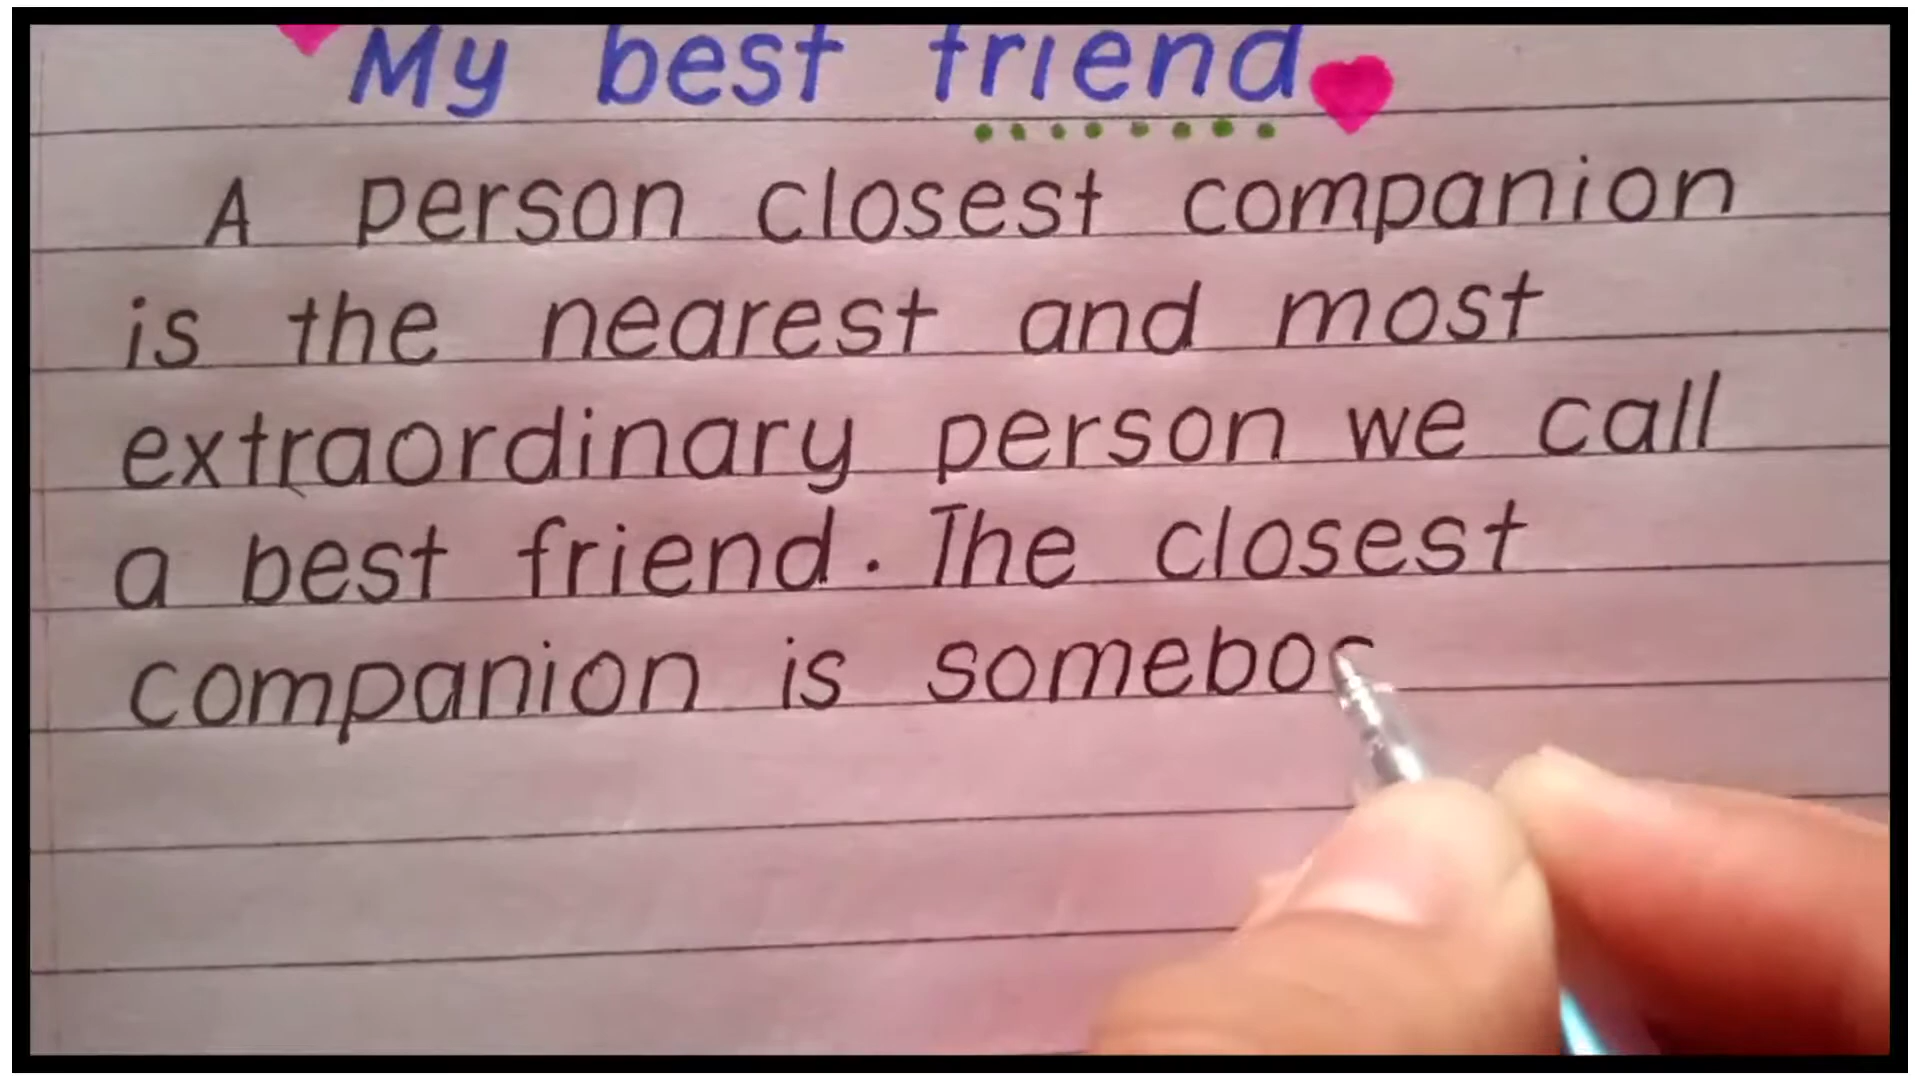 My best friend
A person closest companion
is the nearest and most
extraordinary person we call
a best friend. The closest
companion is